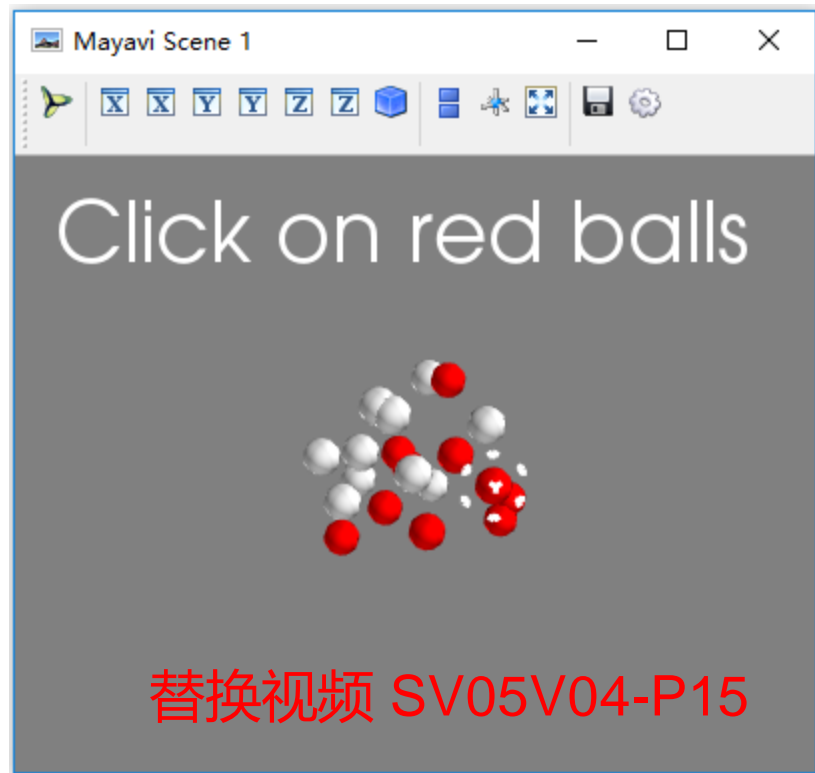 Mayavi Scene 1
X X Y Y Z Z
Click on red balls
替换视频 SV05V04-P15